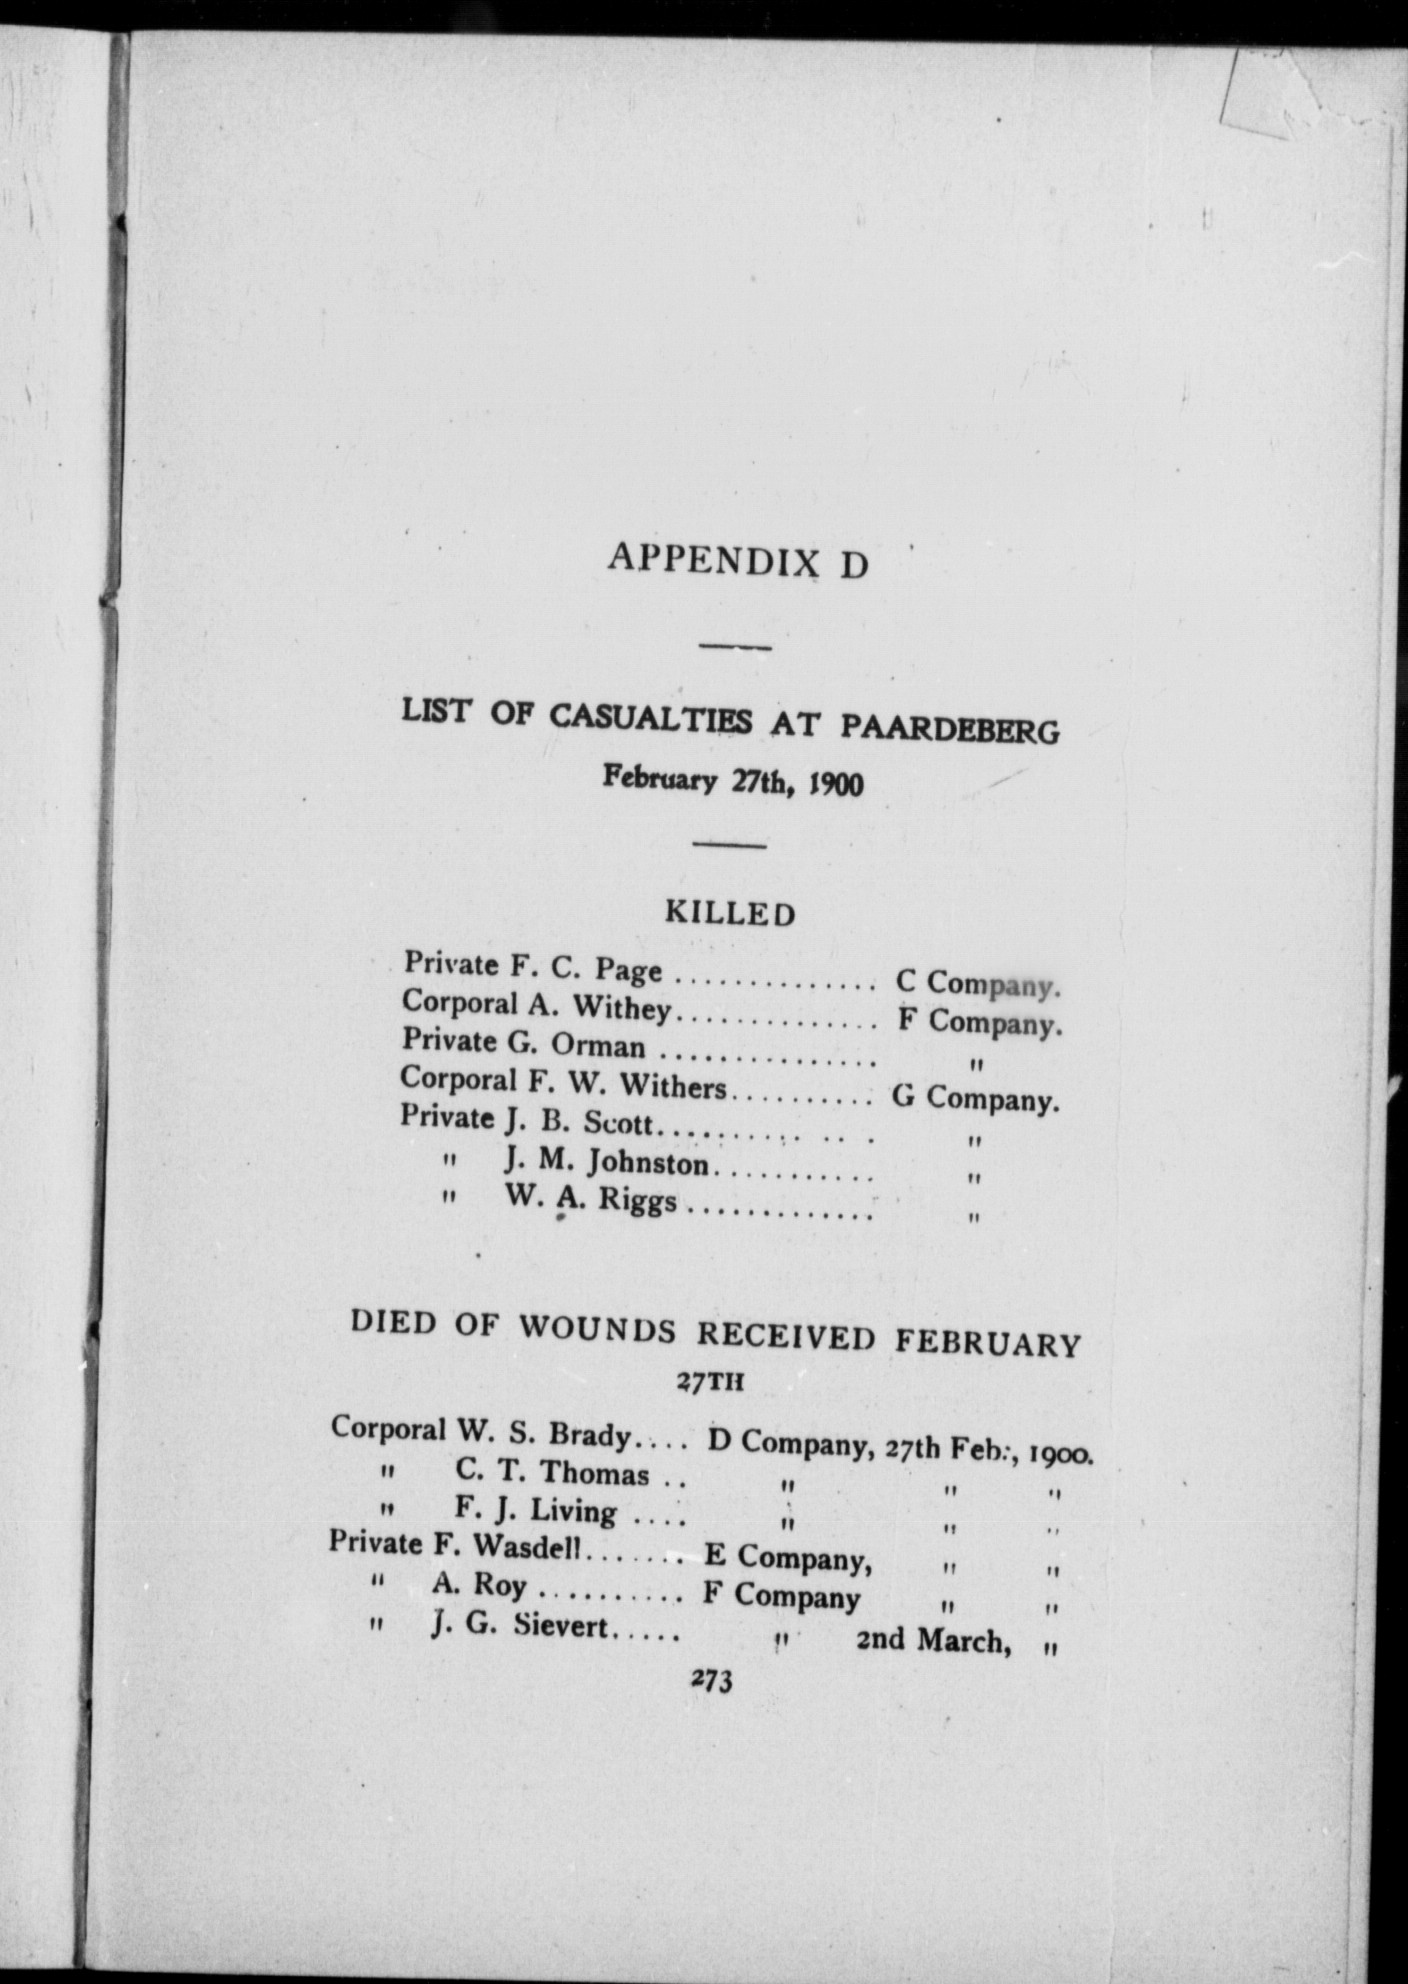 APPENDIX D
LIST OF CASUALTIES AT PAARDEBERG
February 27th, 1900
KILLED
Private F. C. Page .............. C Company.
Corporal A. Withey.............. F Company.
Private G. Orman ............... "
Corporal F. W. Withers.......... G Company.
Private J. B. Scott.............. "
" J. M. Johnston........... "
" W. A. Riggs ............. "
DIED OF WOUNDS RECEIVED FEBRUARY
27TH
Corporal W. S. Brady.... D Company, 27th Feb., 1900.
" C. T. Thomas .. " " "
" F. J. Living .... " " "
Private F. Wasdell....... E Company, " "
" A. Roy .......... F Company " "
" J. G. Sievert..... " 2nd March, "
273